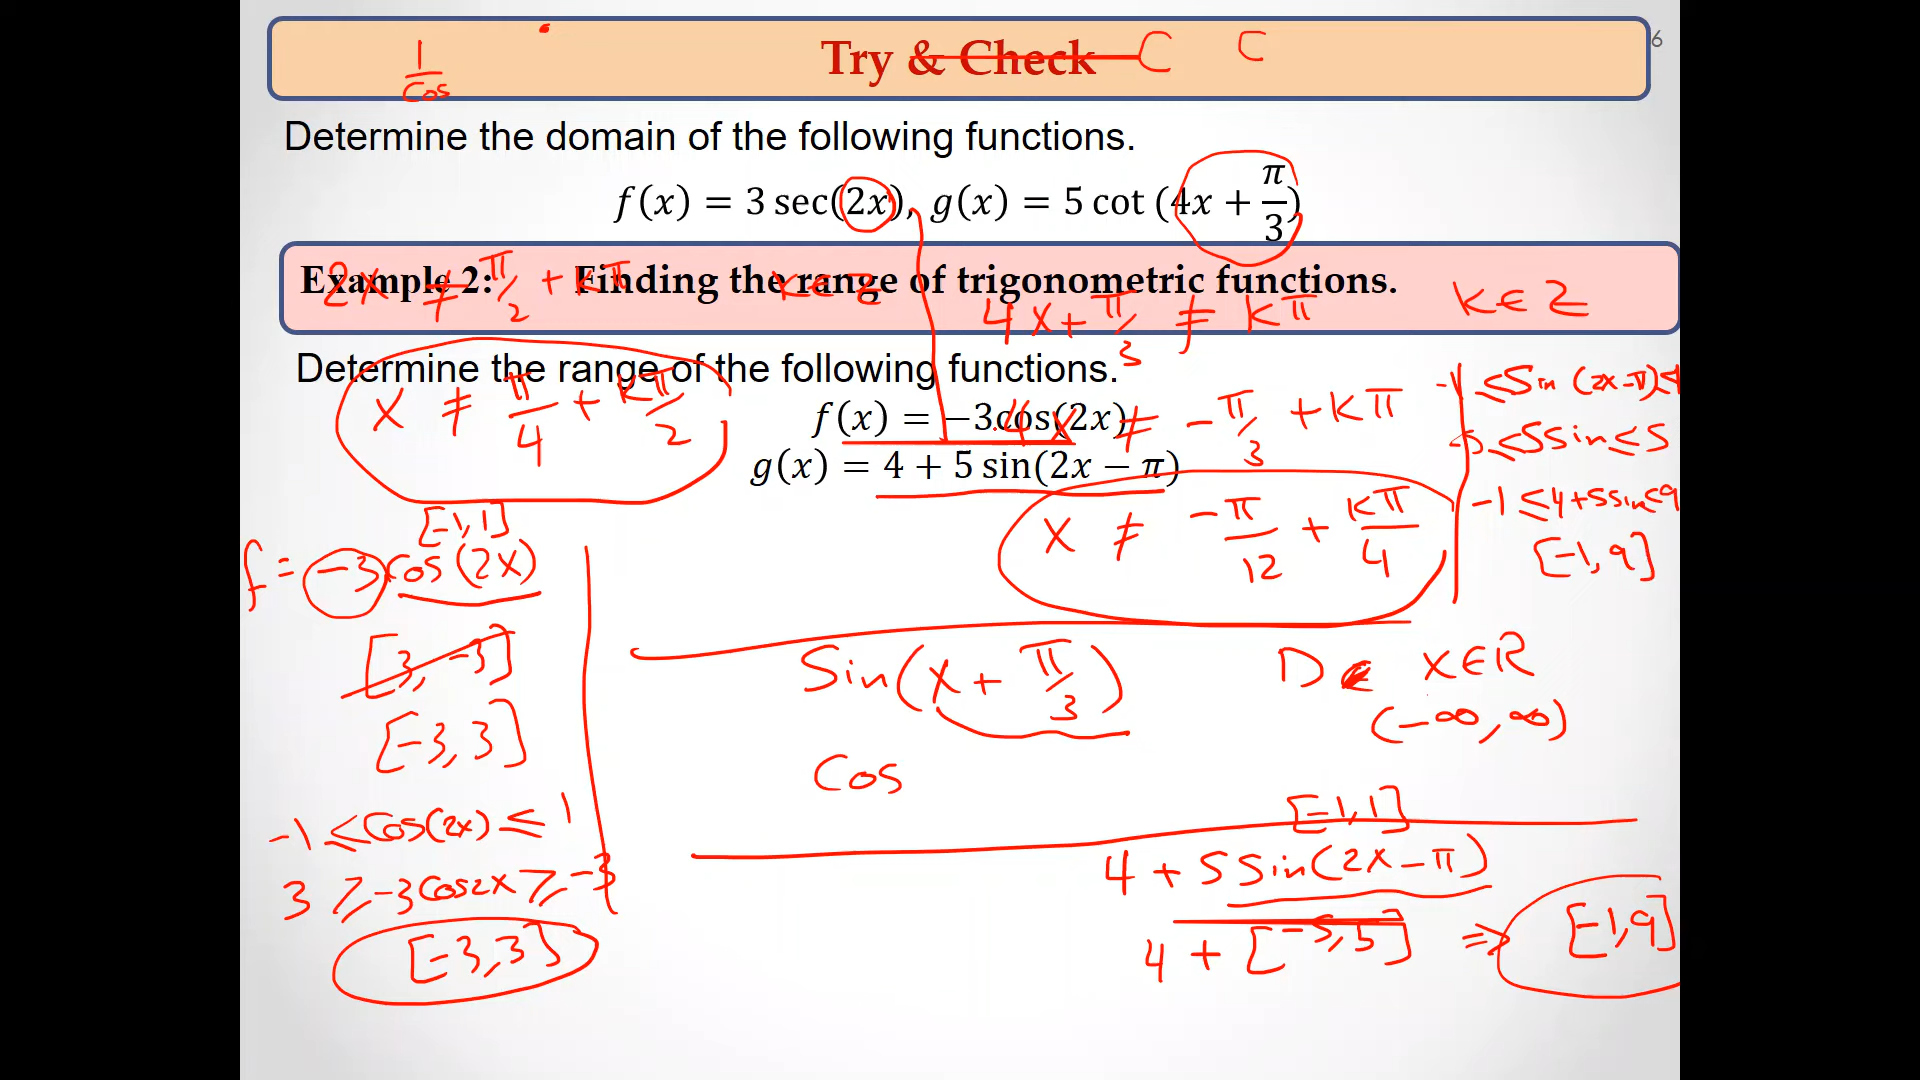 Try & Check C C
6
1/cos
Determine the domain of the following functions.
f(x) = 3 sec(2x), g(x) = 5 cot (4x + π/3)
Example 2: Finding the range of trigonometric functions.
2x ≠ π/2 + kπ k∈Z
4x + π/3 ≠ kπ k∈Z
Determine the range of the following functions.
x ≠ π/4 + kπ/2
f(x) = −3cos(2x)
4x ≠ -π/3 + kπ
g(x) = 4 + 5 sin(2x − π)
x ≠ -π/12 + kπ/4
-1 ≤ Sin (2x-π) ≤
≤ 5Sin ≤ 5
-1 ≤ 4+5sin ≤ 9
[-1, 9]
[-1, 1]
f = -3 cos (2x)
[3, -3]
[-3, 3]
-1 ≤ cos(2x) ≤ 1
3 ≥ -3cos2x ≥ -3
[-3, 3]
Sin(x + π/3) D x∈R
(-∞, ∞)
Cos
[-1, 1]
4 + 5Sin(2x-π)
4 + [-5, 5] ⇒ [-1, 9]